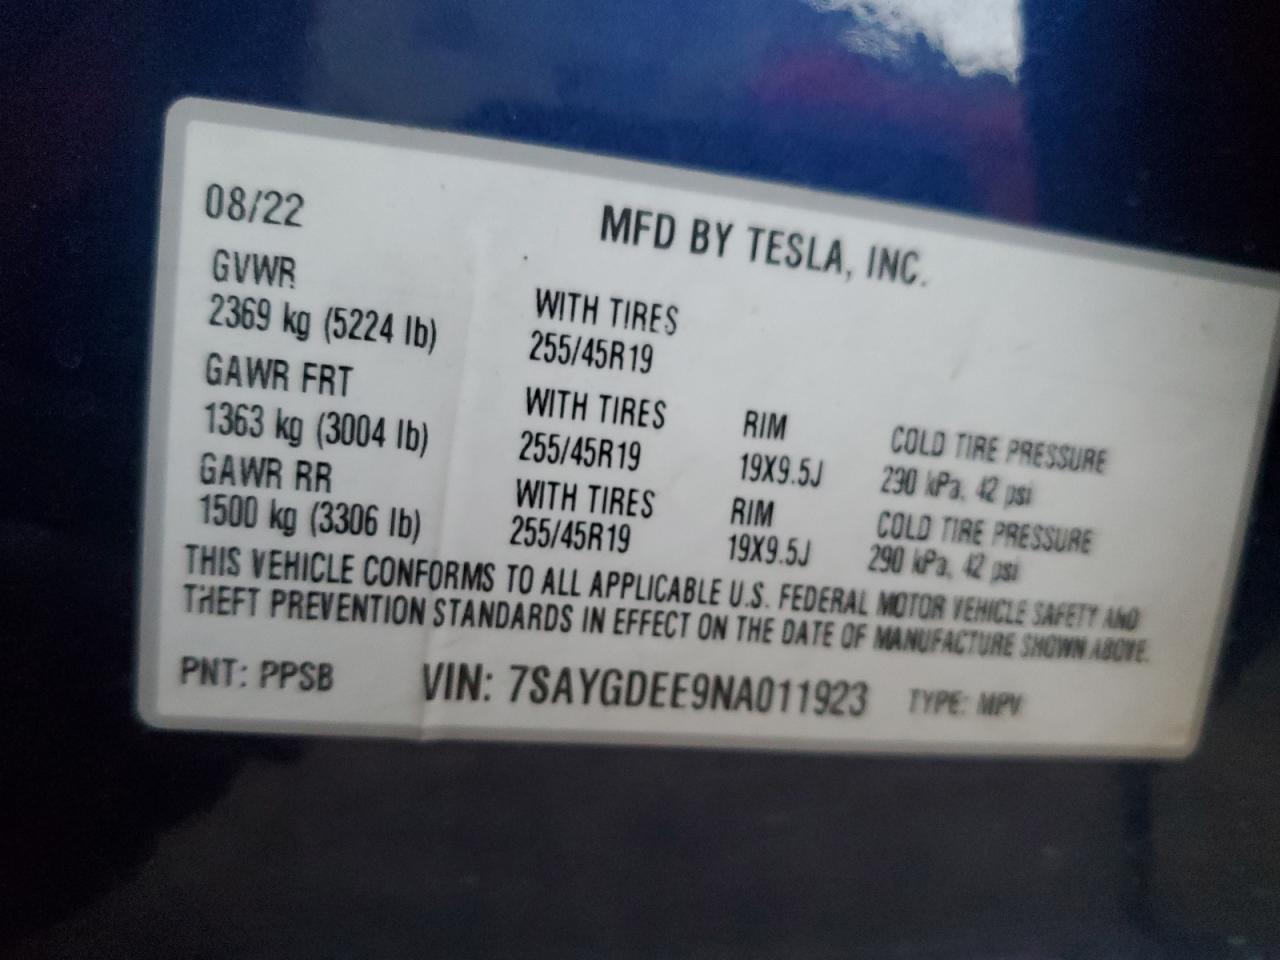 08/22
MFD BY TESLA, INC.
GVWR
2369 kg (5224 lb)
WITH TIRES
255/45R19
GAWR FRT
1363 kg (3004 lb)
WITH TIRES
255/45R19
RIM
19X9.5J
COLD TIRE PRESSURE
290 kPa, 42 psi
GAWR RR
1500 kg (3306 lb)
WITH TIRES
255/45R19
RIM
19X9.5J
COLD TIRE PRESSURE
290 kPa, 42 psi
THIS VEHICLE CONFORMS TO ALL APPLICABLE U.S. FEDERAL MOTOR VEHICLE SAFETY AND
THEFT PREVENTION STANDARDS IN EFFECT ON THE DATE OF MANUFACTURE SHOWN ABOVE.
PNT: PPSB VIN: 7SAYGDEE9NA011923 TYPE: MPV